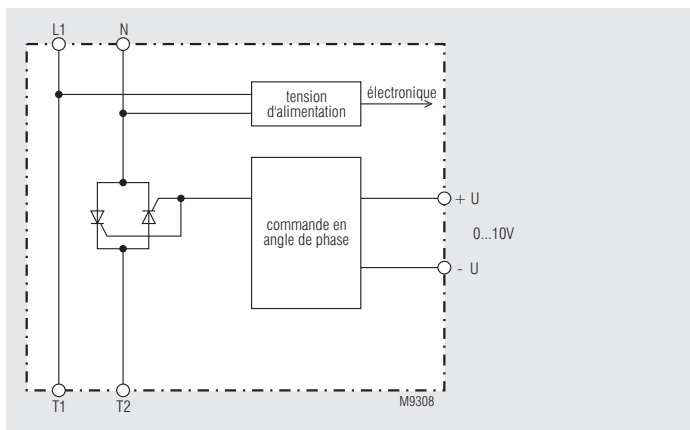 L1
N
tension
d'alimentation
électronique
commande en
angle de phase
+ U
0...10V
- U
T1
T2
M9308